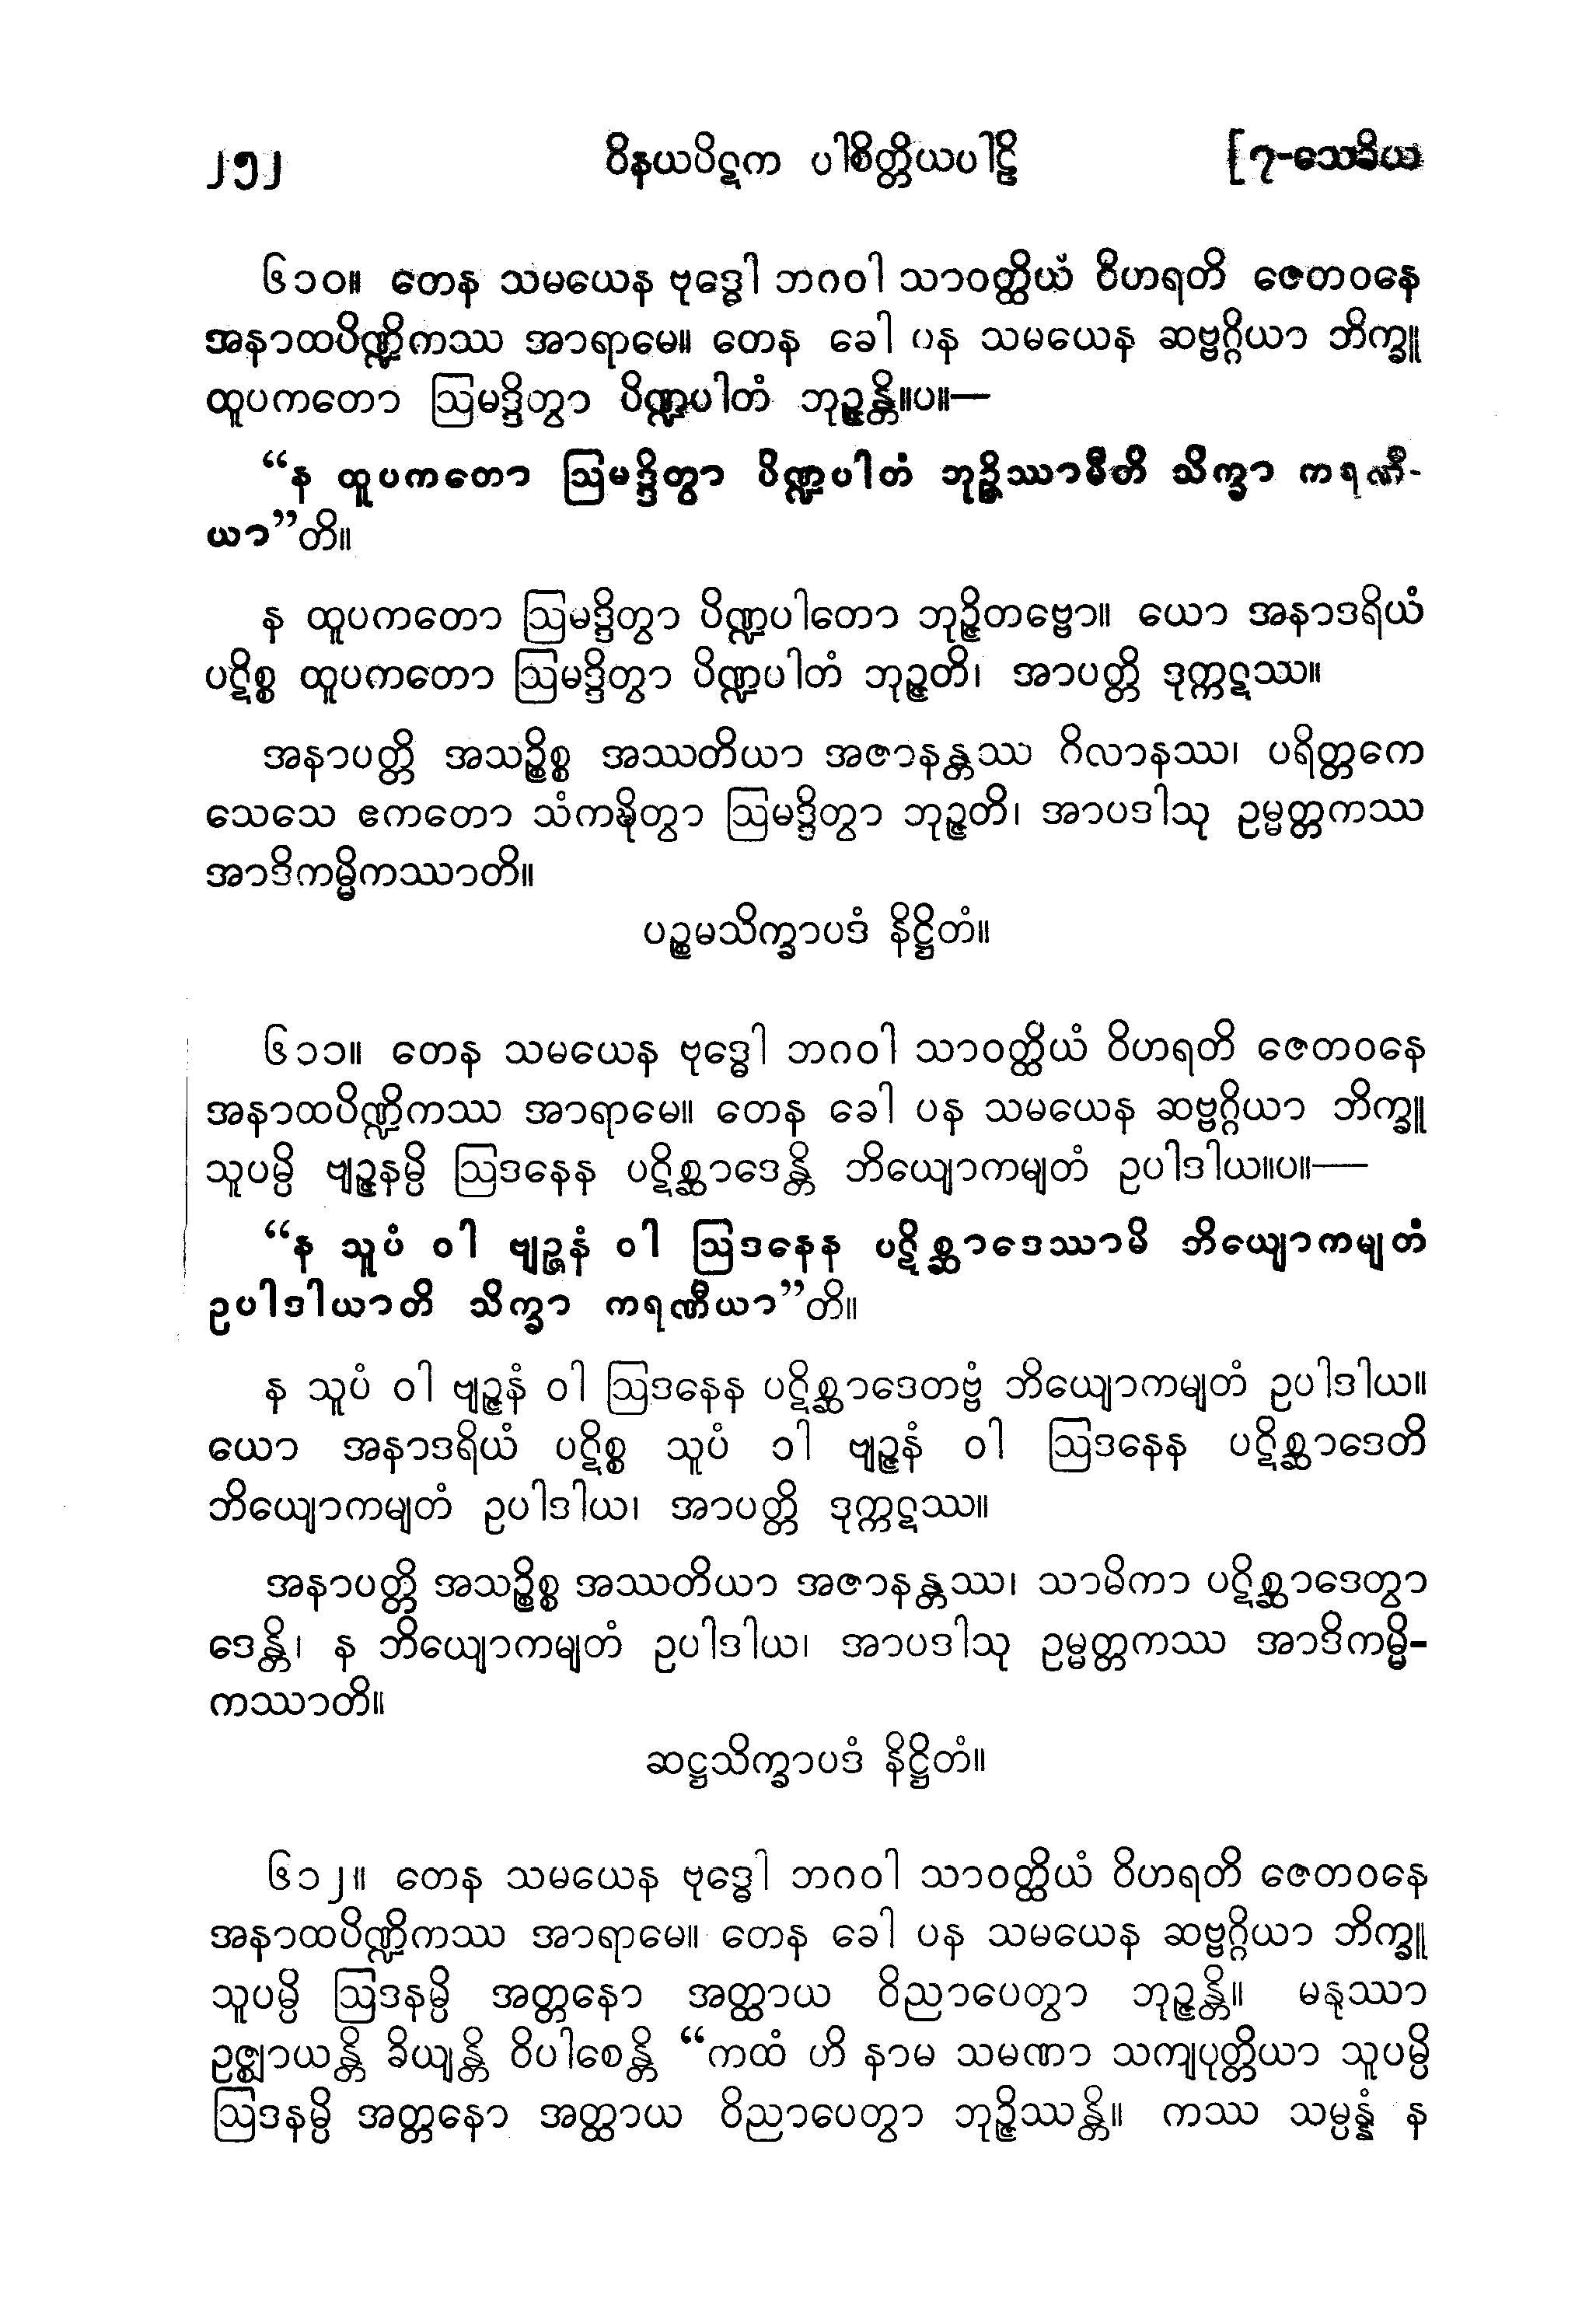 ၂၅၂ ဝိနယပိဋက ပါစိတ္တိယပါဠိ [ ၇-သေခိယ
၆၁၀။ တေန သမယေန ဗုဒ္ဓေါ ဘဂဝါ သာဝတ္ထိယံ ဝိဟရတိ ဇေတဝနေ
အနာထပိဏ္ဍိကဿ အာရာမေ။ တေန ခေါ ပန သမယေန ဆဗ္ဗဂ္ဂိယာ ဘိက္ခူ
ထူပကတော ဩမဒ္ဒိတွာ ပိဏ္ဍပါတံ ဘုဉ္ဇန္တိ။ပ။—
“န ထူပကတော ဩမဒ္ဒိတွာ ပိဏ္ဍပါတံ ဘုဉ္ဇိဿာမီတိ သိက္ခာ ကရဏီ-
ယာ”တိ။
န ထူပကတော ဩမဒ္ဒိတွာ ပိဏ္ဍပါတော ဘုဉ္ဇိတဗ္ဗော။ ယော အနာဒရိယံ
ပဋိစ္စ ထူပကတော ဩမဒ္ဒိတွာ ပိဏ္ဍပါတံ ဘုဉ္ဇတိ၊ အာပတ္တိ ဒုက္ကဋဿ။
အနာပတ္တိ အသဉ္စိစ္စ အဿတိယာ အဇာနန္တဿ ဂိလာနဿ၊ ပရိတ္တကေ
သေသေ ဧကတော သံကဍ္ဎိတွာ ဩမဒ္ဒိတွာ ဘုဉ္ဇတိ၊ အာပဒါသု ဥမ္မတ္တကဿ
အာဒိကမ္မိကဿာတိ။
ပဉ္စမသိက္ခာပဒံ နိဋ္ဌိတံ။
၆၁၁။ တေန သမယေန ဗုဒ္ဓေါ ဘဂဝါ သာဝတ္ထိယံ ဝိဟရတိ ဇေတဝနေ
အနာထပိဏ္ဍိကဿ အာရာမေ။ တေန ခေါ ပန သမယေန ဆဗ္ဗဂ္ဂိယာ ဘိက္ခူ
သူပမ္ပိ ဗျဉ္ဇနမ္ပိ ဩဒနေန ပဋိစ္ဆာဒေန္တိ ဘိယျောကမျတံ ဥပါဒါယ။ပ။—
“န သူပံ ဝါ ဗျဉ္ဇနံ ဝါ ဩဒနေန ပဋိစ္ဆာဒေဿာမိ ဘိယျောကမျတံ
ဥပါဒါယာတိ သိက္ခာ ကရဏီယာ”တိ။
န သူပံ ဝါ ဗျဉ္ဇနံ ဝါ ဩဒနေန ပဋိစ္ဆာဒေတဗ္ဗံ ဘိယျောကမျတံ ဥပါဒါယ။
ယော အနာဒရိယံ ပဋိစ္စ သူပံ ဝါ ဗျဉ္ဇနံ ဝါ ဩဒနေန ပဋိစ္ဆာဒေတိ
ဘိယျောကမျတံ ဥပါဒါယ၊ အာပတ္တိ ဒုက္ကဋဿ။
အနာပတ္တိ အသဉ္စိစ္စ အဿတိယာ အဇာနန္တဿ၊ သာမိကာ ပဋိစ္ဆာဒေတွာ
ဒေန္တိ၊ န ဘိယျောကမျတံ ဥပါဒါယ၊ အာပဒါသု ဥမ္မတ္တကဿ အာဒိကမ္မိ-
ကဿာတိ။
ဆဋ္ဌသိက္ခာပဒံ နိဋ္ဌိတံ။
၆၁၂။ တေန သမယေန ဗုဒ္ဓေါ ဘဂဝါ သာဝတ္ထိယံ ဝိဟရတိ ဇေတဝနေ
အနာထပိဏ္ဍိကဿ အာရာမေ။ တေန ခေါ ပန သမယေန ဆဗ္ဗဂ္ဂိယာ ဘိက္ခူ
သူပမ္ပိ ဩဒနမ္ပိ အတ္တနော အတ္ထာယ ဝိညာပေတွာ ဘုဉ္ဇန္တိ။ မနုဿာ
ဥဇ္ဈာယန္တိ ခိယျန္တိ ဝိပါစေန္တိ “ကထံ ဟိ နာမ သမဏာ သကျပုတ္တိယာ သူပမ္ပိ
ဩဒနမ္ပိ အတ္တနော အတ္ထာယ ဝိညာပေတွာ ဘုဉ္ဇိဿန္တိ။ ကဿ သမ္ပန္နံ န